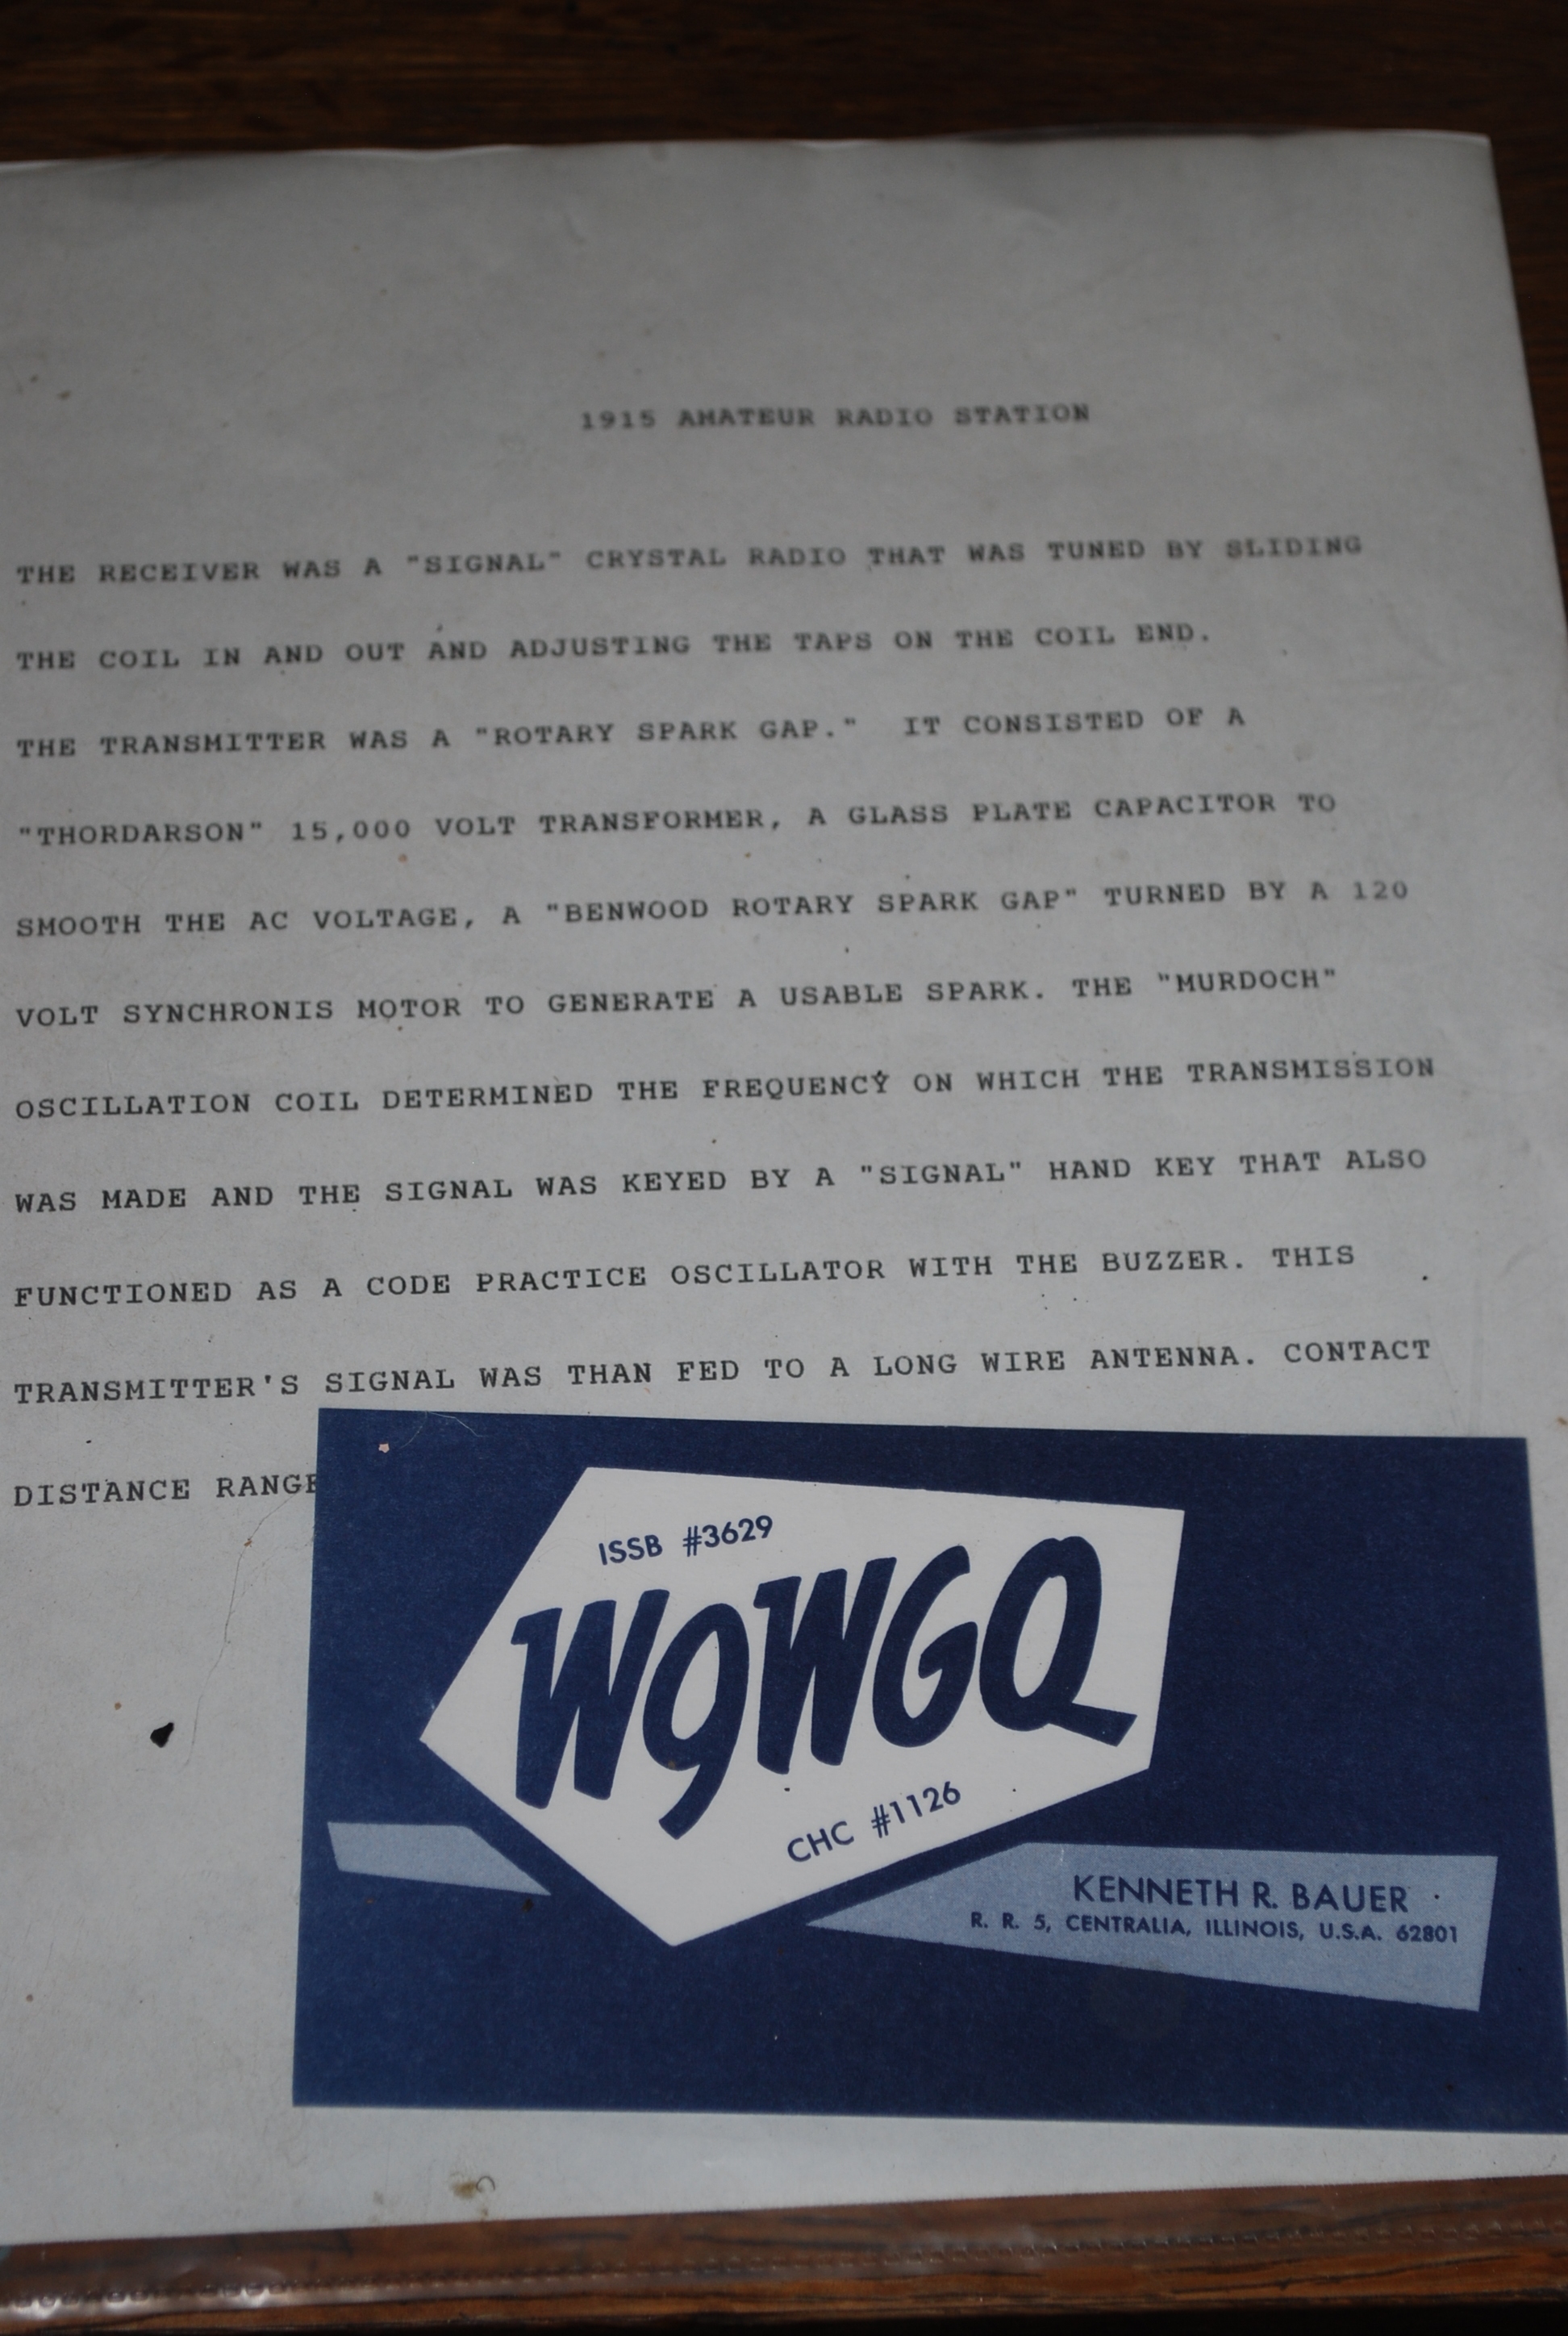 1915 AMATEUR RADIO STATION
THE RECEIVER WAS A "SIGNAL" CRYSTAL RADIO THAT WAS TUNED BY SLIDING
THE COIL IN AND OUT AND ADJUSTING THE TAPS ON THE COIL END.
THE TRANSMITTER WAS A "ROTARY SPARK GAP."  IT CONSISTED OF A
"THORDARSON" 15,000 VOLT TRANSFORMER, A GLASS PLATE CAPACITOR TO
SMOOTH THE AC VOLTAGE, A "BENWOOD ROTARY SPARK GAP" TURNED BY A 120
VOLT SYNCHRONIS MOTOR TO GENERATE A USABLE SPARK. THE "MURDOCH"
OSCILLATION COIL DETERMINED THE FREQUENCY ON WHICH THE TRANSMISSION
WAS MADE AND THE SIGNAL WAS KEYED BY A "SIGNAL" HAND KEY THAT ALSO
FUNCTIONED AS A CODE PRACTICE OSCILLATOR WITH THE BUZZER. THIS
TRANSMITTER'S SIGNAL WAS THAN FED TO A LONG WIRE ANTENNA. CONTACT
DISTANCE RANGE
ISSB #3629
W9WGQ
CHC #1126
KENNETH R. BAUER
R. R. 5, CENTRALIA, ILLINOIS, U.S.A. 62801